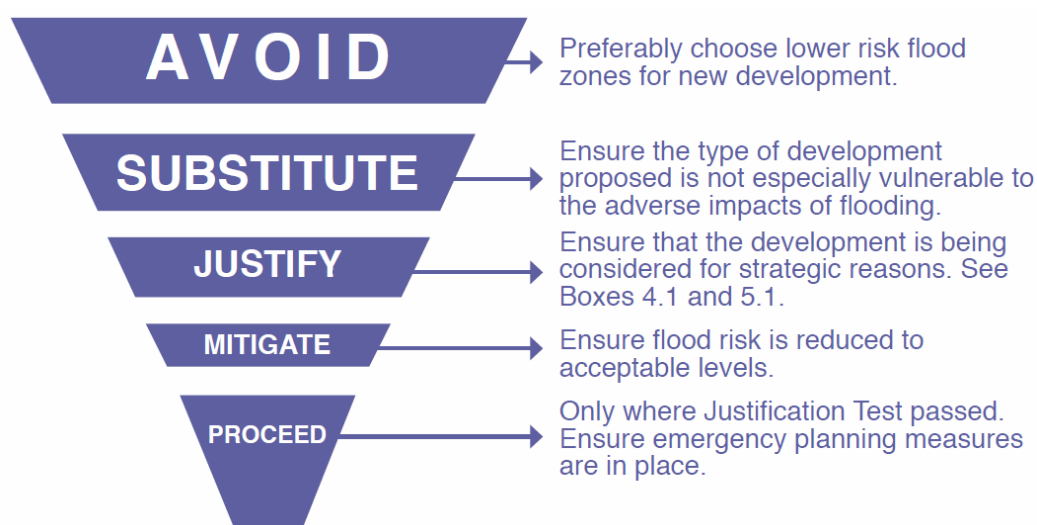 AVOID
Preferably choose lower risk flood
zones for new development.
SUBSTITUTE
Ensure the type of development
proposed is not especially vulnerable to
the adverse impacts of flooding.
JUSTIFY
Ensure that the development is being
considered for strategic reasons. See
Boxes 4.1 and 5.1.
MITIGATE
Ensure flood risk is reduced to
acceptable levels.
PROCEED
Only where Justification Test passed.
Ensure emergency planning measures
are in place.